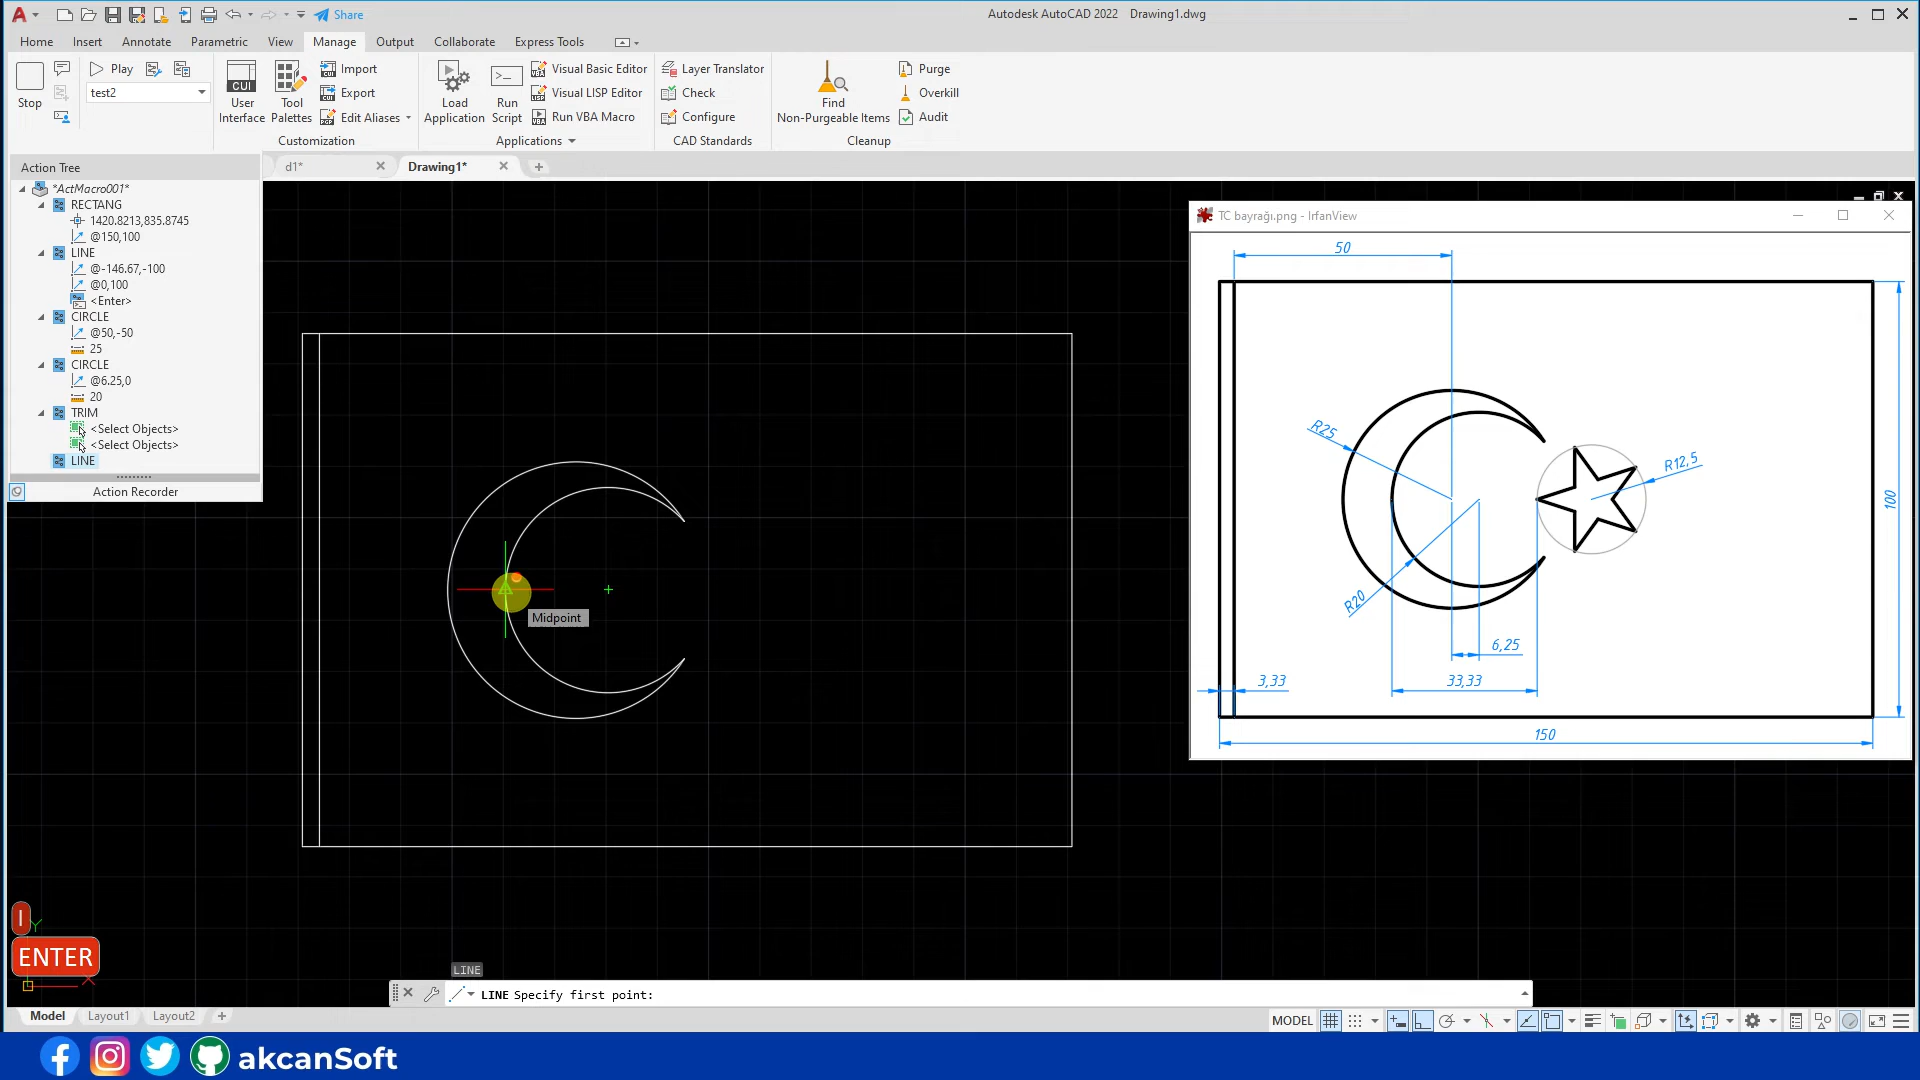 Share
Autodesk AutoCAD 2022 Drawing1.dwg
Home Insert Annotate Parametric View Manage Output Collaborate Express Tools
Stop
Play
test2
CUI
User Interface
Tool Palettes
Import
Export
Edit Aliases
Customization
Load Application
Run Script
Visual Basic Editor
Visual LISP Editor
Run VBA Macro
Applications
Layer Translator
Check
Configure
CAD Standards
Find Non-Purgeable Items
Purge
Overkill
Audit
Cleanup
Action Tree
d1*
Drawing1*
*ActMacro001*
RECTANG
1420.8213,835.8745
@150,100
LINE
@-146.67,-100
@0,100
<Enter>
CIRCLE
@50,-50
25
CIRCLE
@6.25,0
20
TRIM
<Select Objects>
<Select Objects>
LINE
Action Recorder
Midpoint
TC bayrağı.png - IrfanView
50
R25
R12,5
100
R20
6,25
3,33
33,33
150
Y
X
ENTER
LINE
LINE Specify first point:
Model Layout1 Layout2
MODEL
akcanSoft